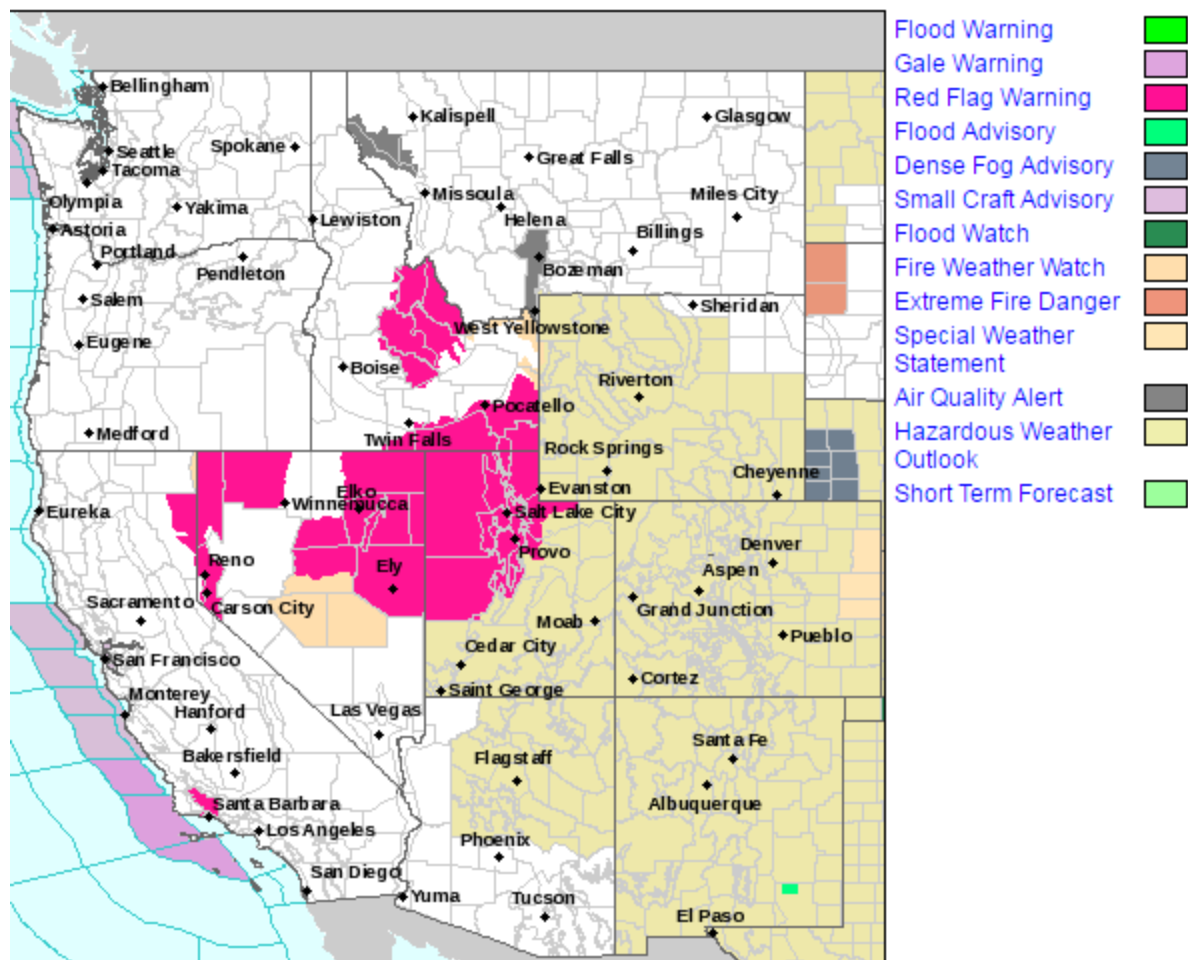 Bellingham
Kalispell
Glasgow
Seattle
Spokane
Great Falls
Tacoma
Missoula
Miles City
Olympia
Yakima
Lewiston
Helena
Astoria
Billings
Portland
Pendleton
Bozeman
Salem
Sheridan
West Yellowstone
Eugene
Boise
Riverton
Pocatello
Medford
Twin Falls
Rock Springs
Cheyenne
Elko
Evanston
Winnemucca
Eureka
Salt Lake City
Provo
Denver
Reno
Ely
Aspen
Sacramento
Carson City
Grand Junction
Moab
Pueblo
Cedar City
San Francisco
Cortez
Saint George
Monterey
Hanford
Las Vegas
Santa Fe
Bakersfield
Flagstaff
Santa Barbara
Albuquerque
Los Angeles
Phoenix
San Diego
Yuma
Tucson
El Paso
Flood Warning
Gale Warning
Red Flag Warning
Flood Advisory
Dense Fog Advisory
Small Craft Advisory
Flood Watch
Fire Weather Watch
Extreme Fire Danger
Special Weather
Statement
Air Quality Alert
Hazardous Weather
Outlook
Short Term Forecast